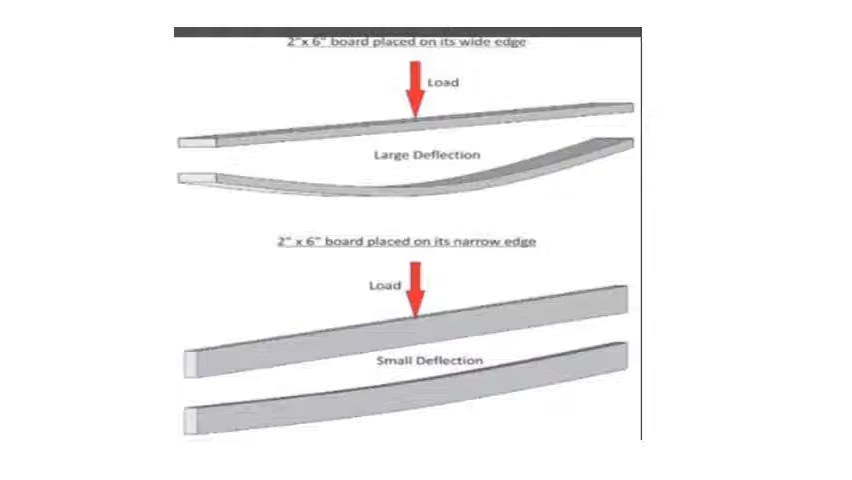 2"x 6" board placed on its wide edge
Load
Large Deflection
2" x 6" board placed on its narrow edge
Load
Small Deflection